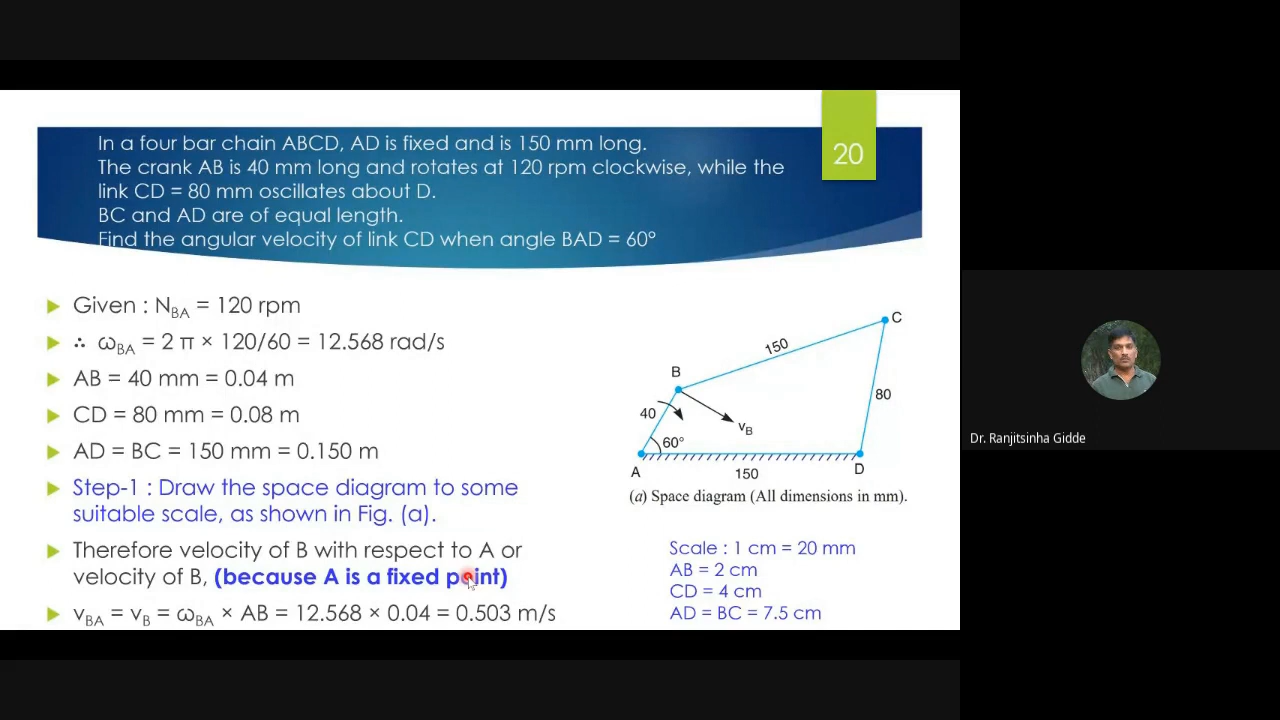 20
In a four bar chain ABCD, AD is fixed and is 150 mm long.
The crank AB is 40 mm long and rotates at 120 rpm clockwise, while the
link CD = 80 mm oscillates about D.
BC and AD are of equal length.
Find the angular velocity of link CD when angle BAD = 60°
Given : N_BA = 120 rpm
∴ ω_BA = 2 π × 120/60 = 12.568 rad/s
AB = 40 mm = 0.04 m
CD = 80 mm = 0.08 m
AD = BC = 150 mm = 0.150 m
Step-1 : Draw the space diagram to some
suitable scale, as shown in Fig. (a).
Therefore velocity of B with respect to A or
velocity of B, (because A is a fixed point)
v_BA = v_B = ω_BA × AB = 12.568 × 0.04 = 0.503 m/s
C
150
B
80
40
v_B
60°
A
D
150
(a) Space diagram (All dimensions in mm).
Scale : 1 cm = 20 mm
AB = 2 cm
CD = 4 cm
AD = BC = 7.5 cm
Dr. Ranjitsinha Gidde